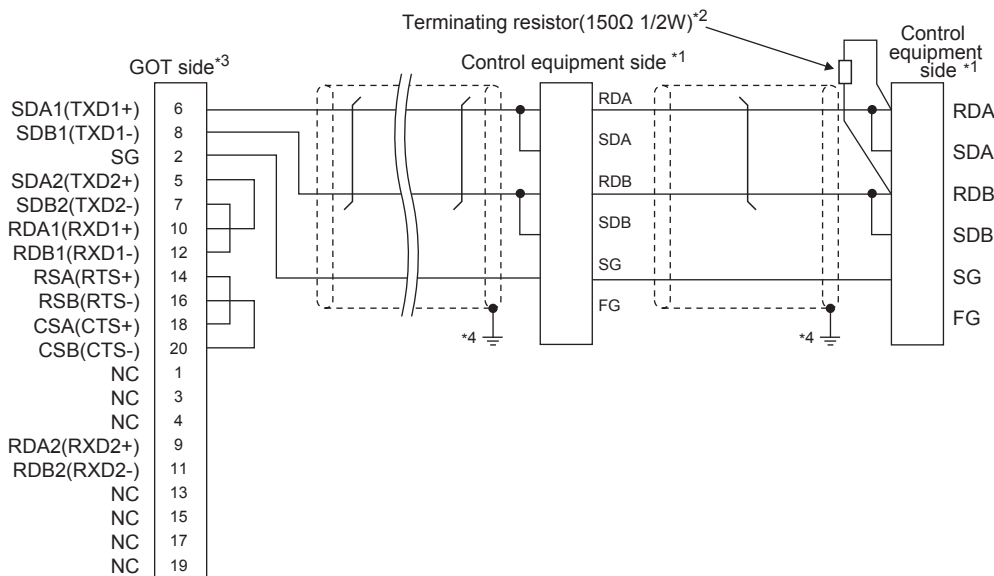 Terminating resistor(150Ω 1/2W)*2
Control
equipment
side *1
GOT side*3
Control equipment side *1
SDA1(TXD1+) 6
SDB1(TXD1-) 8
SG 2
SDA2(TXD2+) 5
SDB2(TXD2-) 7
RDA1(RXD1+) 10
RDB1(RXD1-) 12
RSA(RTS+) 14
RSB(RTS-) 16
CSA(CTS+) 18
CSB(CTS-) 20
NC 1
NC 3
NC 4
RDA2(RXD2+) 9
RDB2(RXD2-) 11
NC 13
NC 15
NC 17
NC 19
*4
RDA
SDA
RDB
SDB
SG
FG
*4
RDA
SDA
RDB
SDB
SG
FG